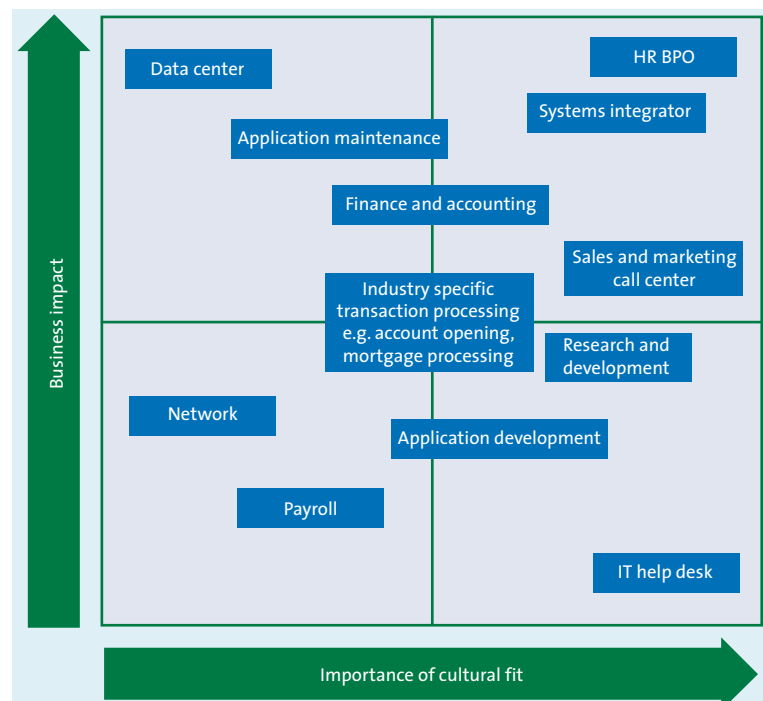 Business impact
Data center
HR BPO
Systems integrator
Application maintenance
Finance and accounting
Sales and marketing
call center
Industry specific
transaction processing
e.g. account opening,
mortgage processing
Research and
development
Network
Application development
Payroll
IT help desk
Importance of cultural fit